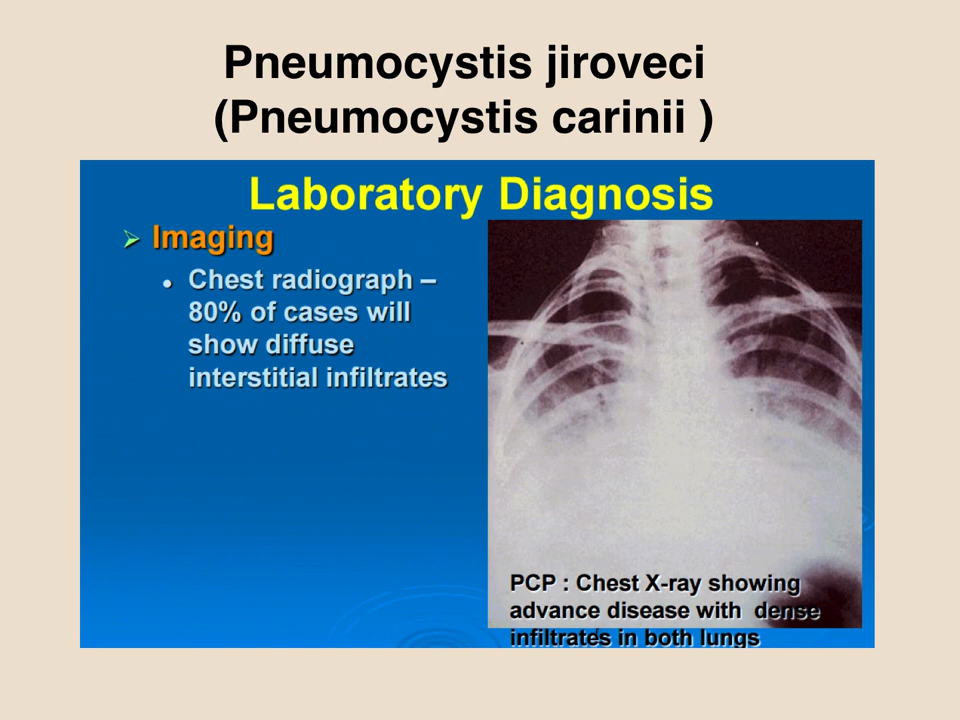 Pneumocystis jiroveci
(Pneumocystis carinii )
Laboratory Diagnosis
Imaging
Chest radiograph –
80% of cases will
show diffuse
interstitial infiltrates
PCP : Chest X-ray showing
advance disease with dense
infiltrates in both lungs